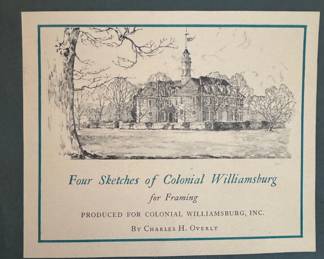 Four Sketches of Colonial Williamsburg
for Framing
PRODUCED FOR COLONIAL WILLIAMSBURG, INC.
BY CHARLES H. OVERLY